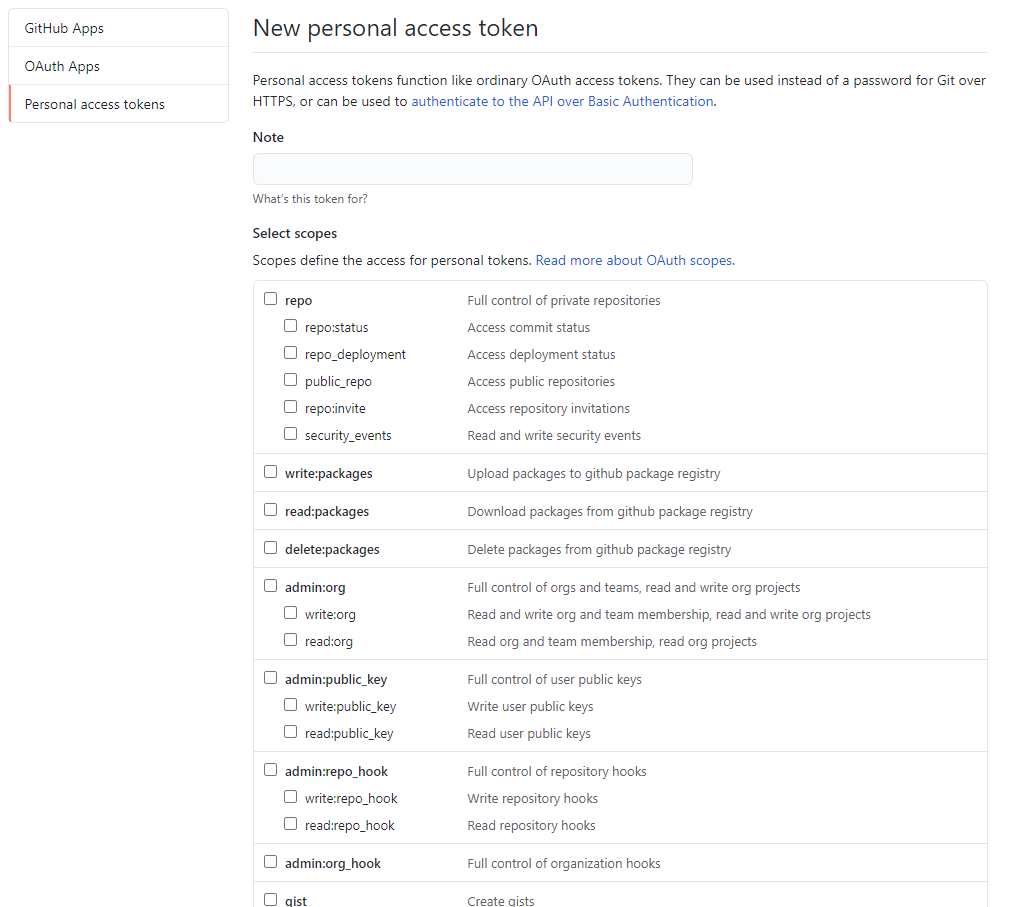 GitHub Apps
OAuth Apps
Personal access tokens
New personal access token
Personal access tokens function like ordinary OAuth access tokens. They can be used instead of a password for Git over
HTTPS, or can be used to authenticate to the API over Basic Authentication.
Note
What's this token for?
Select scopes
Scopes define the access for personal tokens. Read more about OAuth scopes.
repo Full control of private repositories
repo:status Access commit status
repo_deployment Access deployment status
public_repo Access public repositories
repo:invite Access repository invitations
security_events Read and write security events
write:packages Upload packages to github package registry
read:packages Download packages from github package registry
delete:packages Delete packages from github package registry
admin:org Full control of orgs and teams, read and write org projects
write:org Read and write org and team membership, read and write org projects
read:org Read org and team membership, read org projects
admin:public_key Full control of user public keys
write:public_key Write user public keys
read:public_key Read user public keys
admin:repo_hook Full control of repository hooks
write:repo_hook Write repository hooks
read:repo_hook Read repository hooks
admin:org_hook Full control of organization hooks
gist Create gists